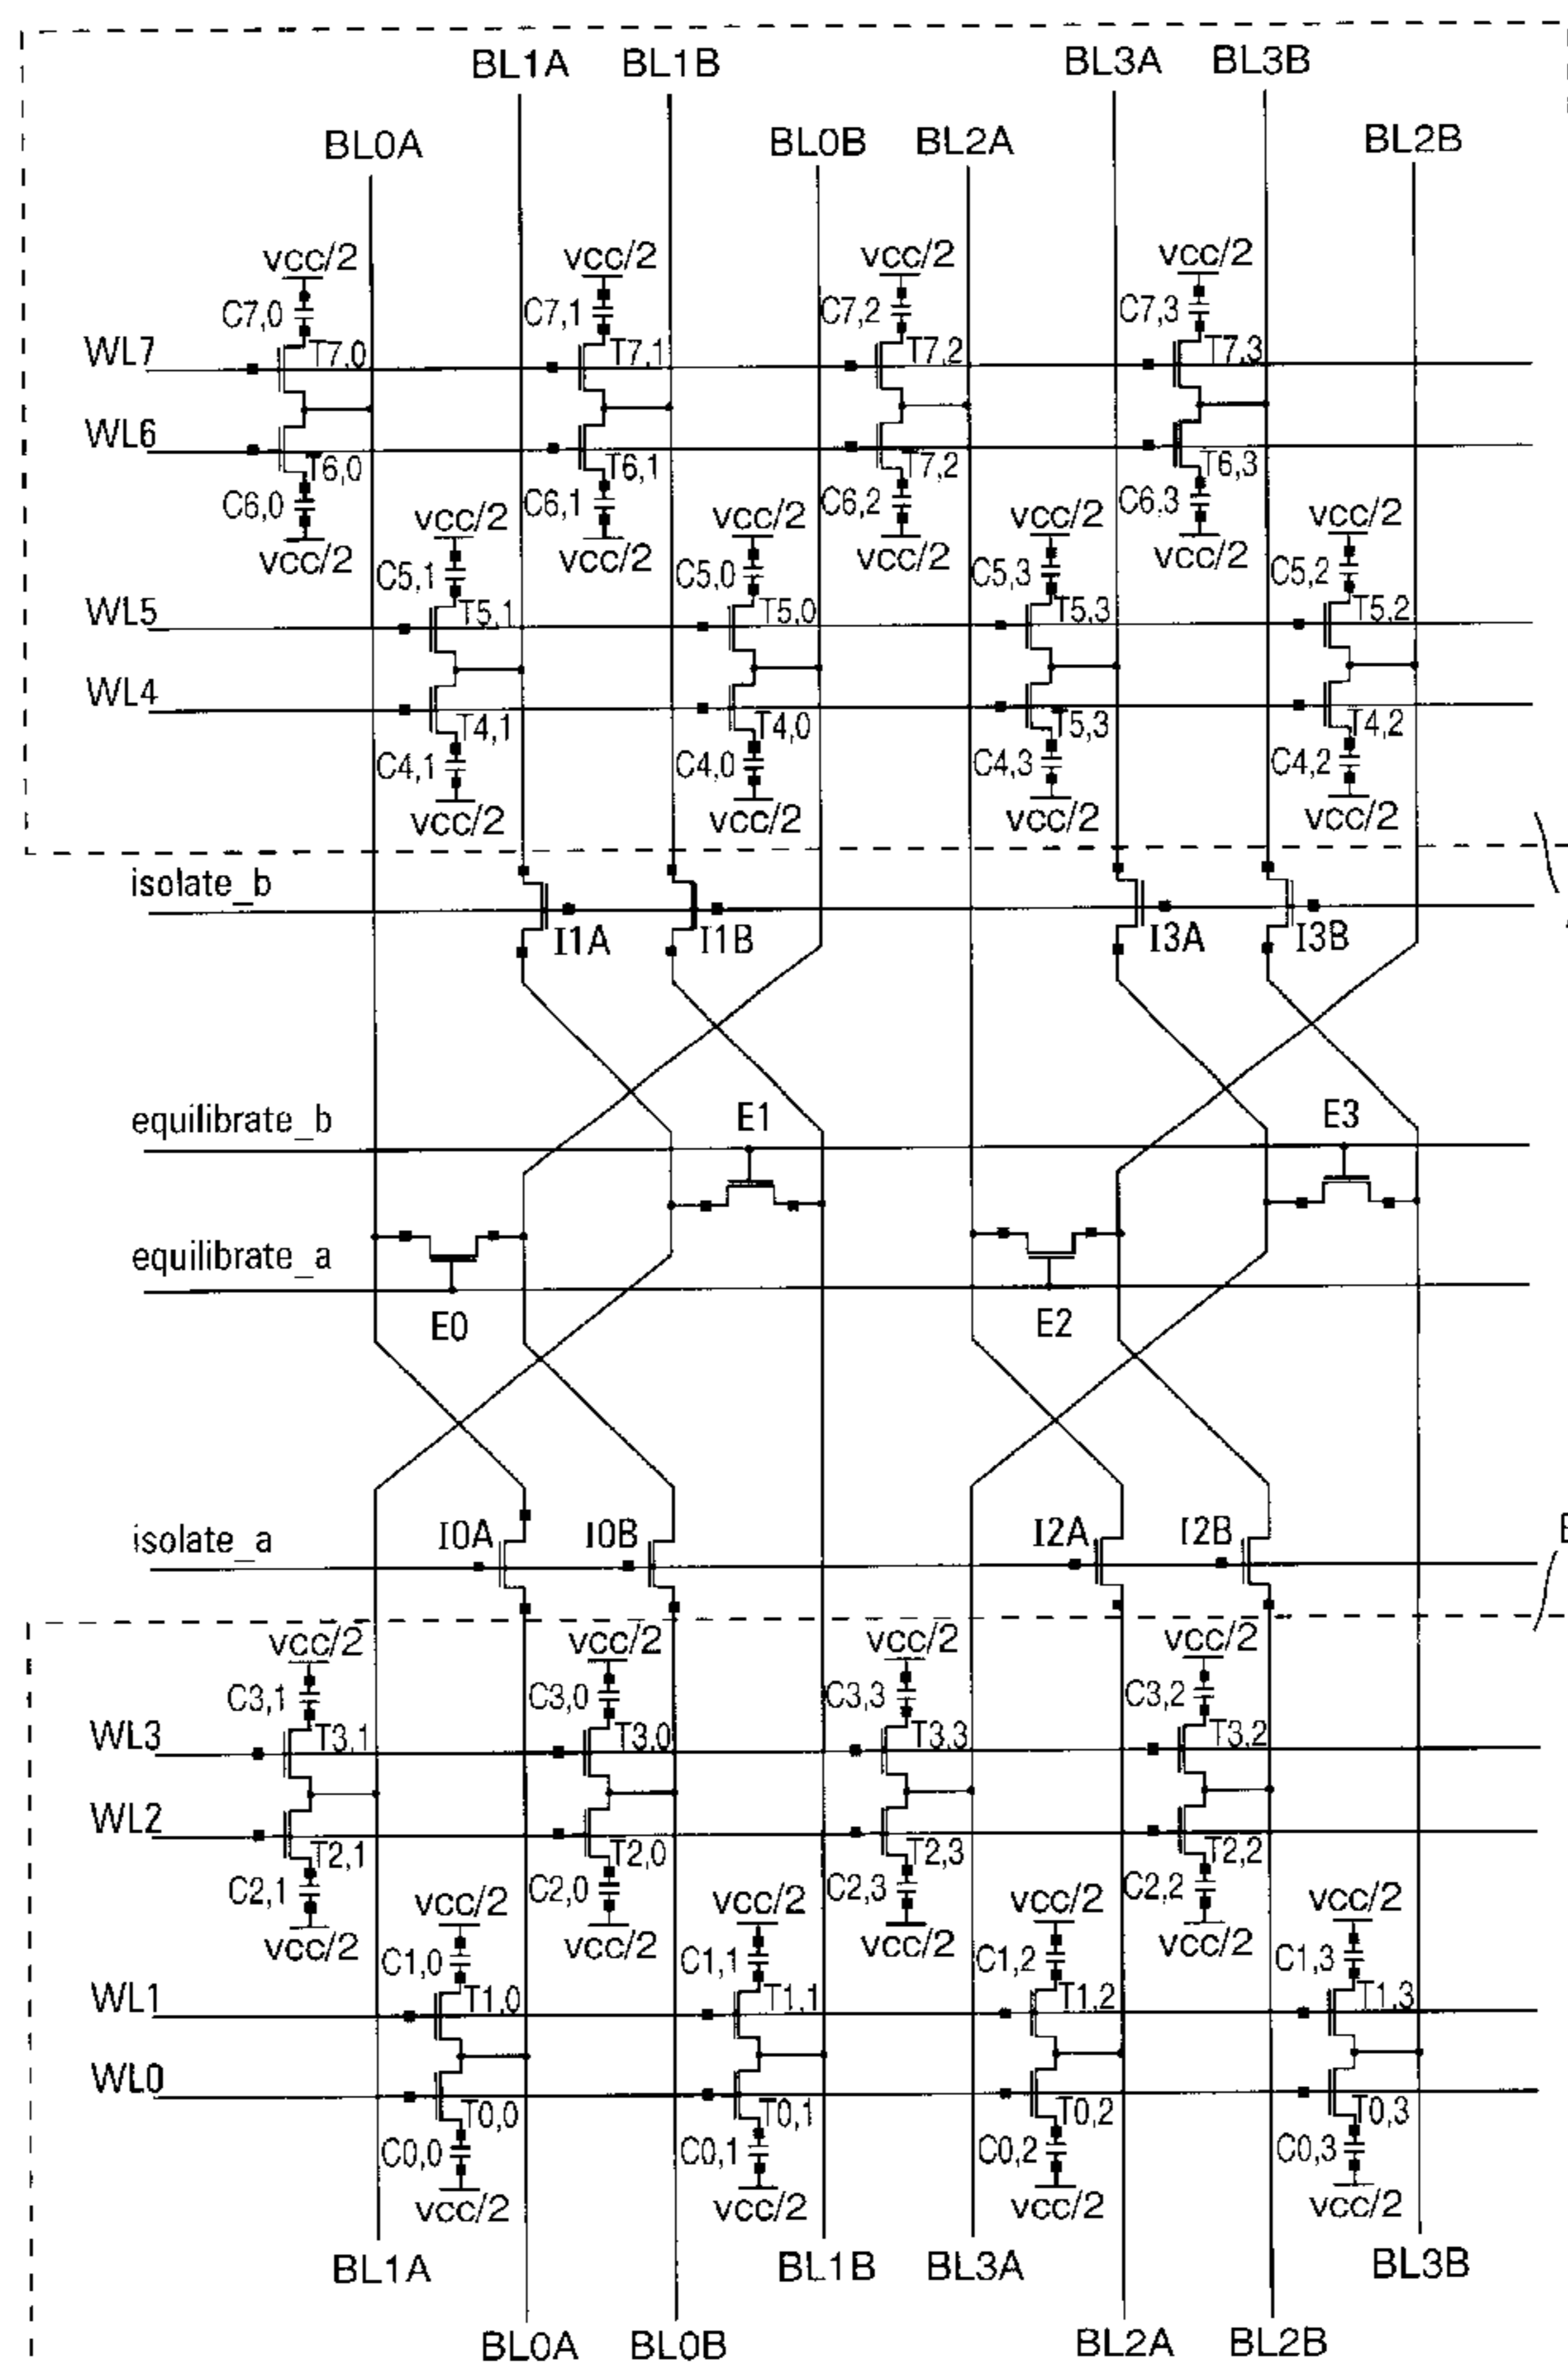 BL1A BL1B BL3A BL3B
BL0A BL0B BL2A BL2B
vcc/2 vcc/2 vcc/2 vcc/2
C7,0 C7,1 C7,2 C7,3
WL7 T7,0 T7,1 T7,2 T7,3
WL6
T6,0 T6,1 T7,2 T6,3
C6,0 C6,1 C6,2 C6,3
vcc/2 vcc/2 vcc/2 vcc/2
vcc/2 vcc/2 vcc/2 vcc/2
C5,1 C5,0 C5,3 C5,2
WL5 T5,1 T5,0 T5,3 T5,2
WL4
T4,1 T4,0 T5,3 T4,2
C4,1 C4,0 C4,3 C4,2
vcc/2 vcc/2 vcc/2 vcc/2
isolate_b
I1A I1B I3A I3B
equilibrate_b E1 E3
equilibrate_a
E0 E2
isolate_a I0A I0B I2A I2B
vcc/2 vcc/2 vcc/2 vcc/2
C3,1 C3,0 C3,3 C3,2
WL3 T3,1 T3,0 T3,3 T3,2
WL2
T2,1 T2,0 T2,3 T2,2
C2,1 C2,0 C2,3 C2,2
vcc/2 vcc/2 vcc/2 vcc/2
vcc/2 vcc/2 vcc/2 vcc/2
C1,0 C1,1 C1,2 C1,3
WL1 T1,0 T1,1 T1,2 T1,3
WL0
T0,0 T0,1 T0,2 T0,3
C0,0 C0,1 C0,2 C0,3
vcc/2 vcc/2 vcc/2 vcc/2
BL1A BL1B BL3A BL3B
BL0A BL0B BL2A BL2B